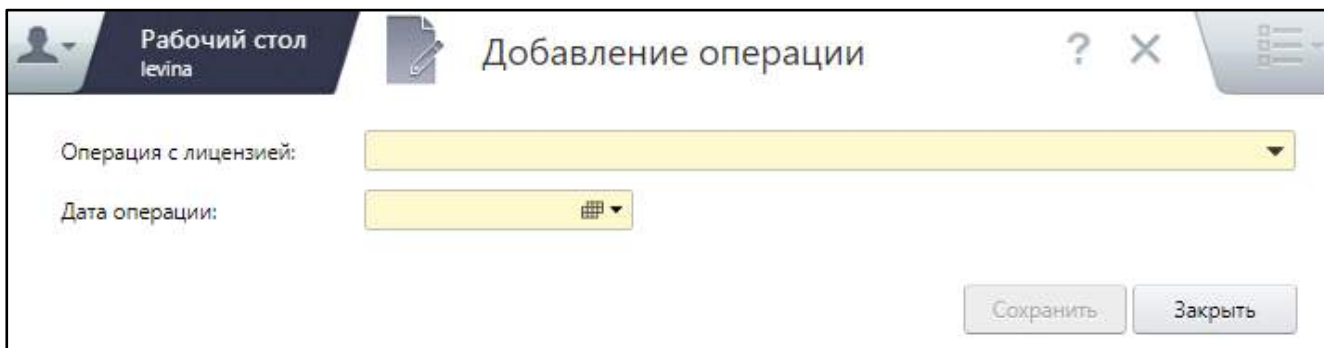 Рабочий стол
levina
Добавление операции
?
Операция с лицензией:
Дата операции:
Сохранить
Закрыть